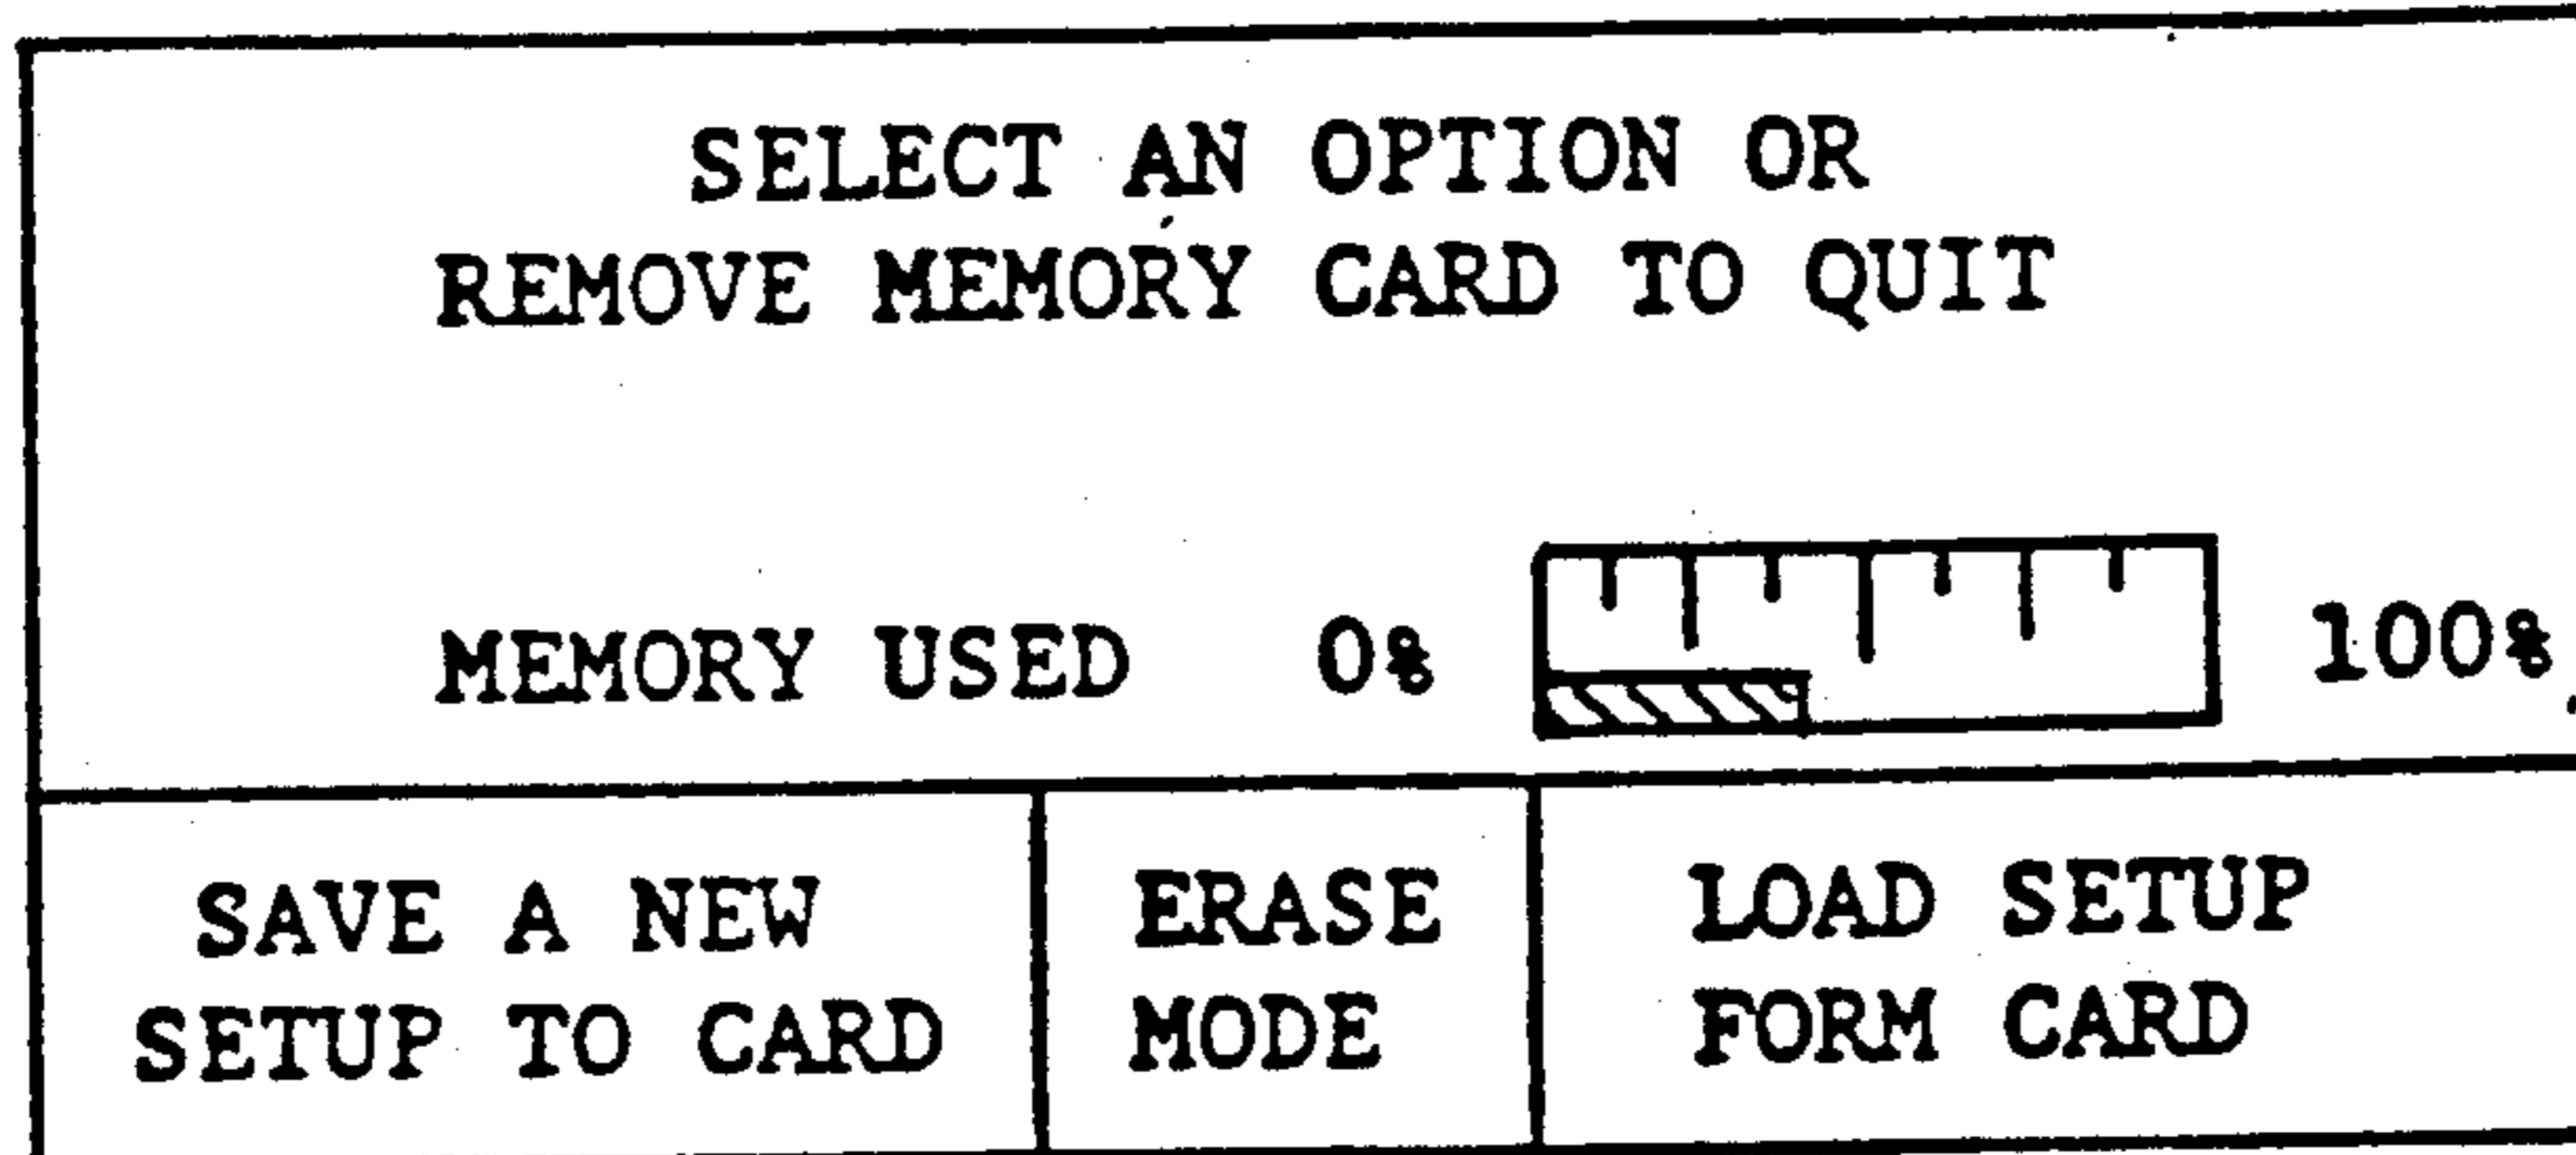 SELECT AN OPTION OR
REMOVE MEMORY CARD TO QUIT
MEMORY USED 0% 100%
SAVE A NEW
SETUP TO CARD
ERASE
MODE
LOAD SETUP
FORM CARD